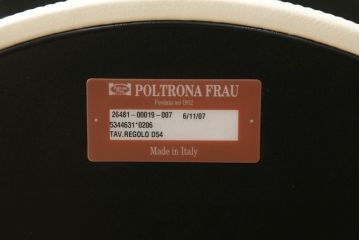 POLTRONA FRAU
Fondata nel 1912
26481-00019-007 6/11/07
5344631*0206
TAV.REGOLO D54
Made in Italy